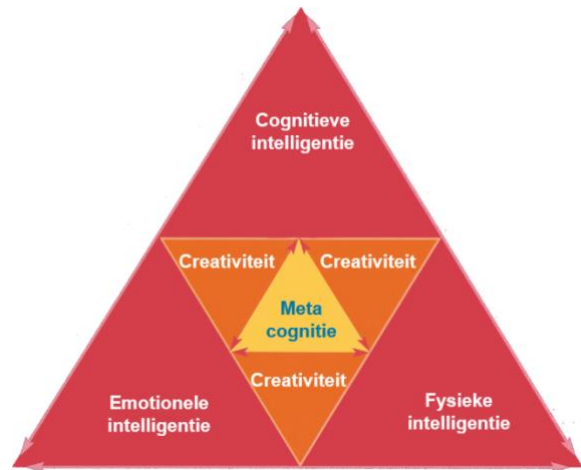 Cognitieve
intelligentie
Creativiteit
Creativiteit
Meta
cognitie
Creativiteit
Emotionele
intelligentie
Fysieke
intelligentie